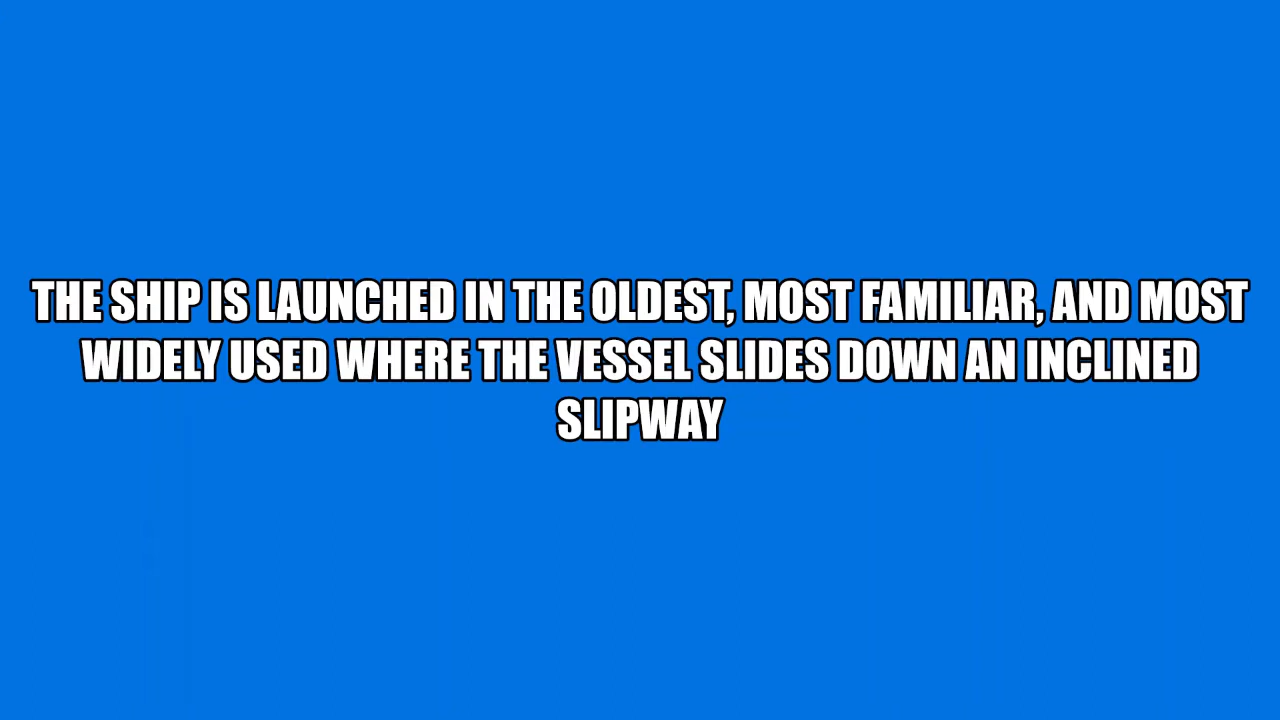 THE SHIP IS LAUNCHED IN THE OLDEST, MOST FAMILIAR, AND MOST
WIDELY USED WHERE THE VESSEL SLIDES DOWN AN INCLINED
SLIPWAY